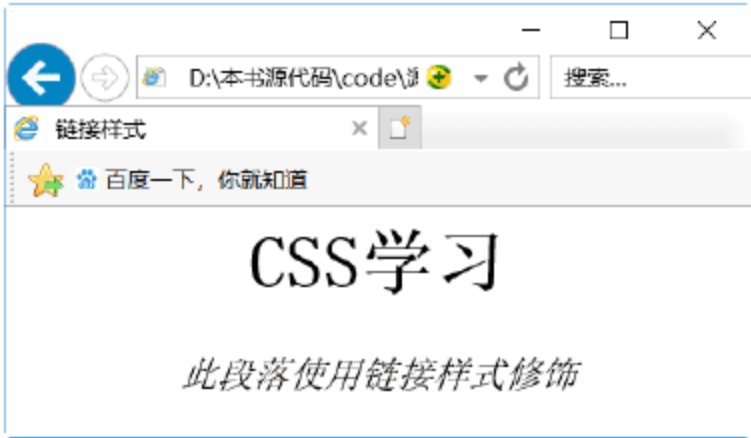 D:\本书源代码\code\源
搜索...
链接样式
百度一下，你就知道
CSS学习
此段落使用链接样式修饰